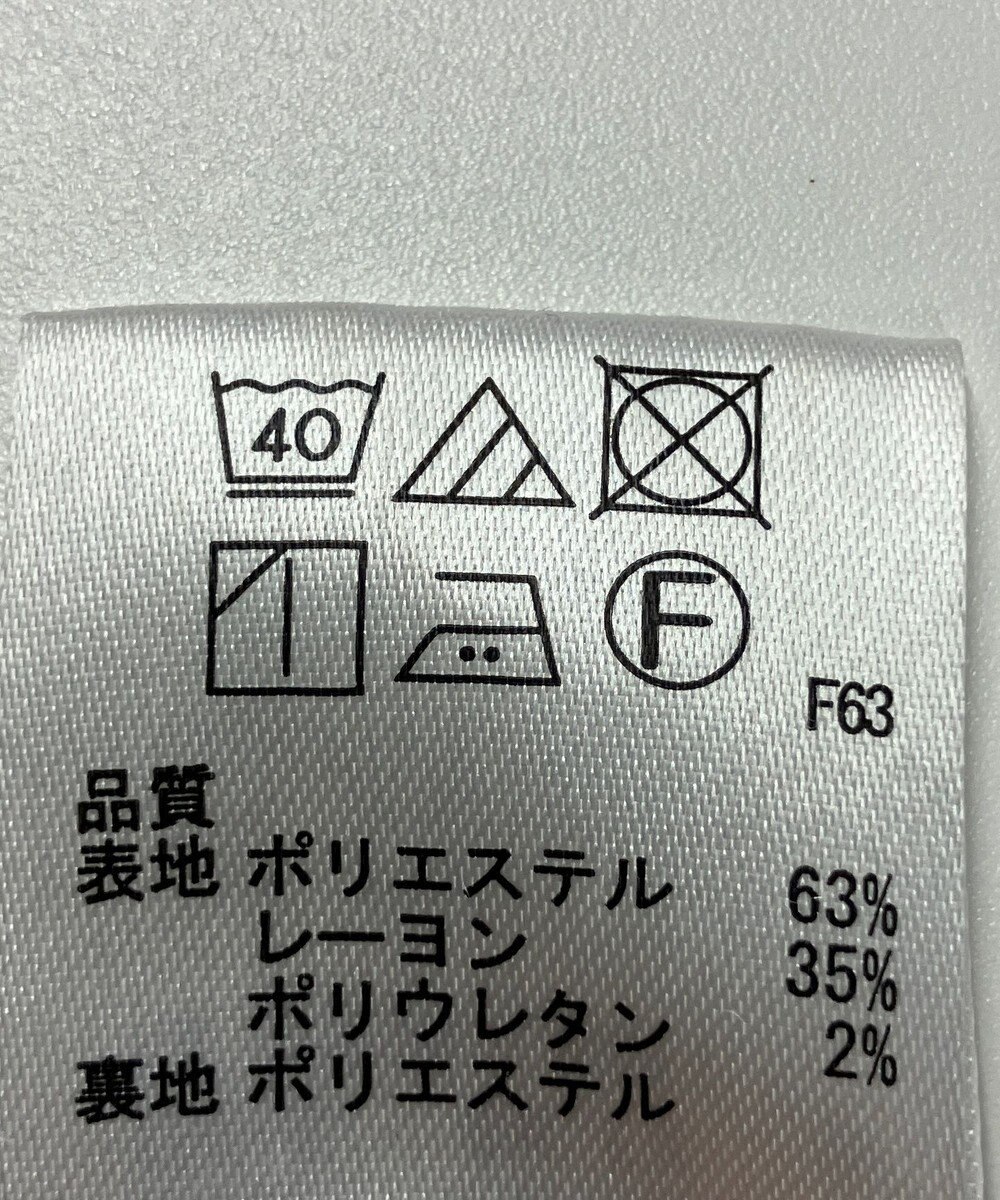 40
F
F63
品質
表地 ポリエステル 63%
レーヨン 35%
ポリウレタン 2%
裏地 ポリエステル